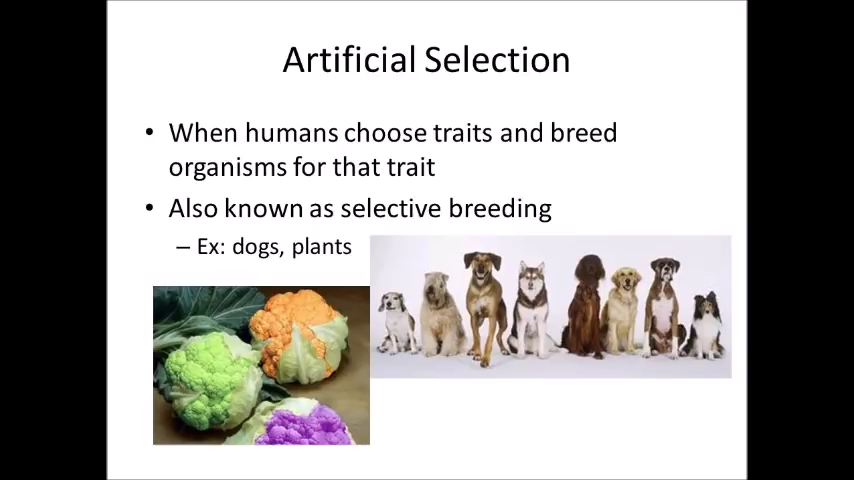 Artificial Selection
• When humans choose traits and breed
organisms for that trait
• Also known as selective breeding
– Ex: dogs, plants